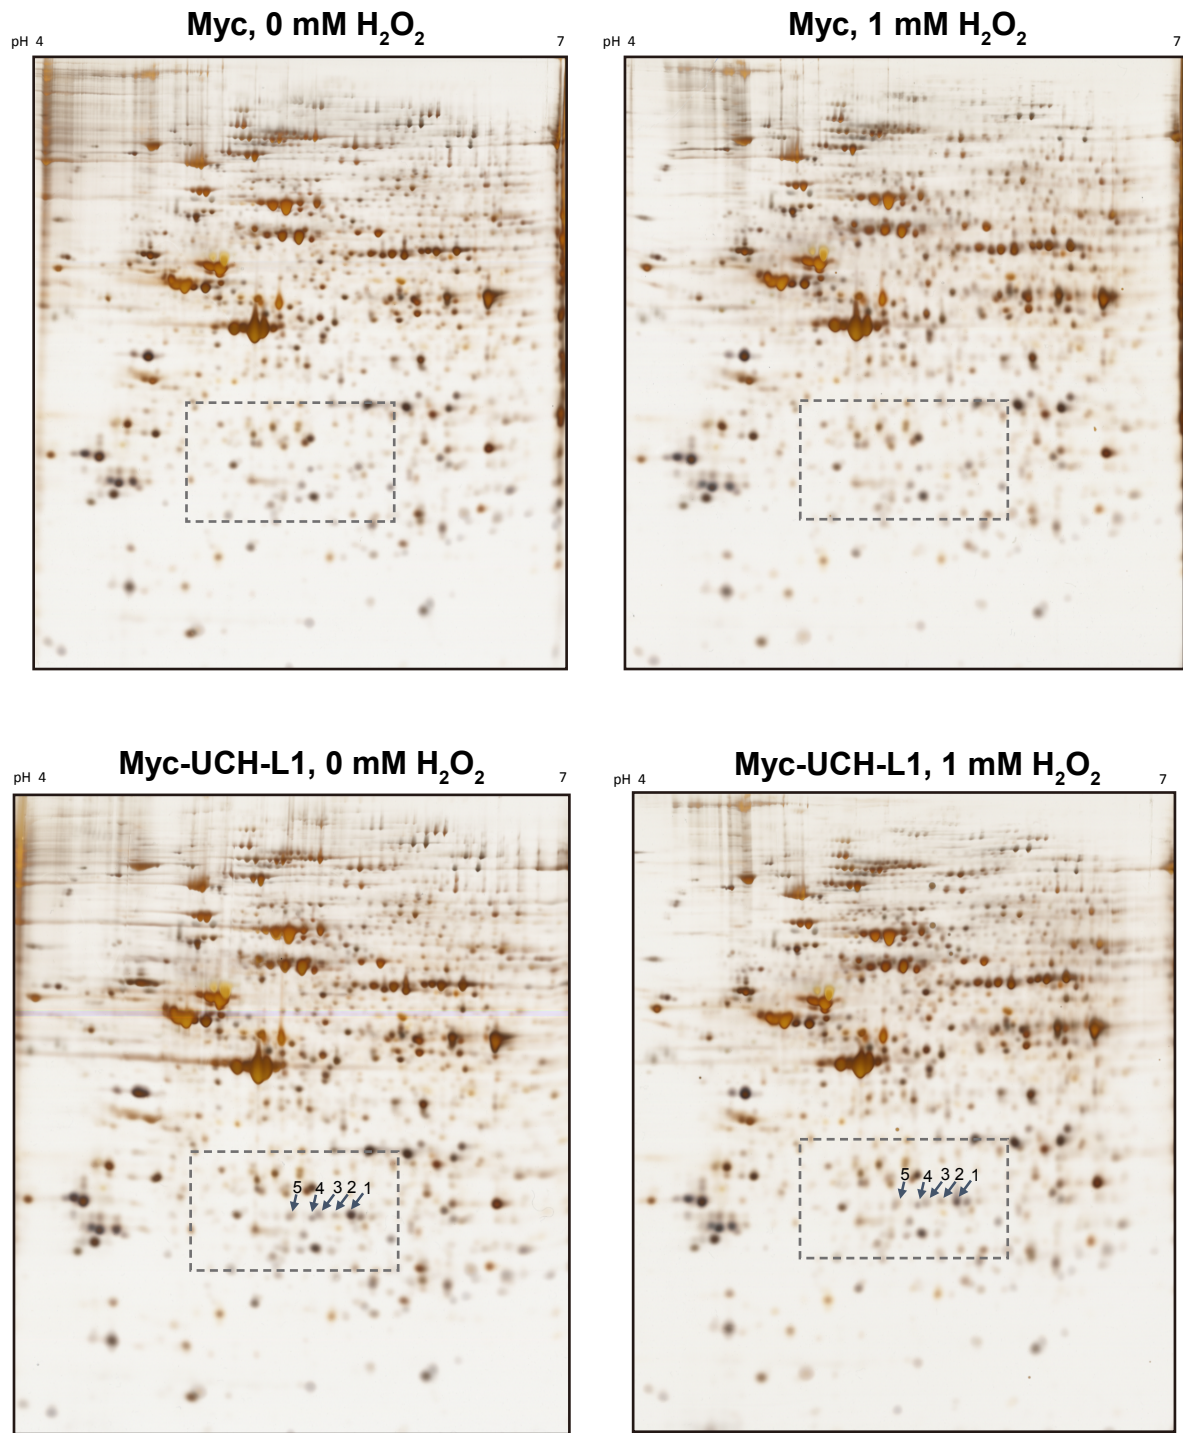 Myc, 0 mM H₂O₂
pH 4 7
Myc, 1 mM H₂O₂
pH 4 7
Myc-UCH-L1, 0 mM H₂O₂
pH 4 7
5 4 3 2 1
Myc-UCH-L1, 1 mM H₂O₂
pH 4 7
5 4 3 2 1